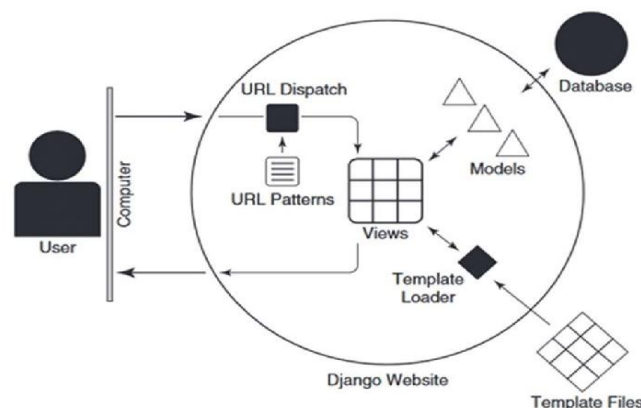 URL Dispatch
Database
URL Patterns
Models
Computer
User
Views
Template
Loader
Django Website
Template Files